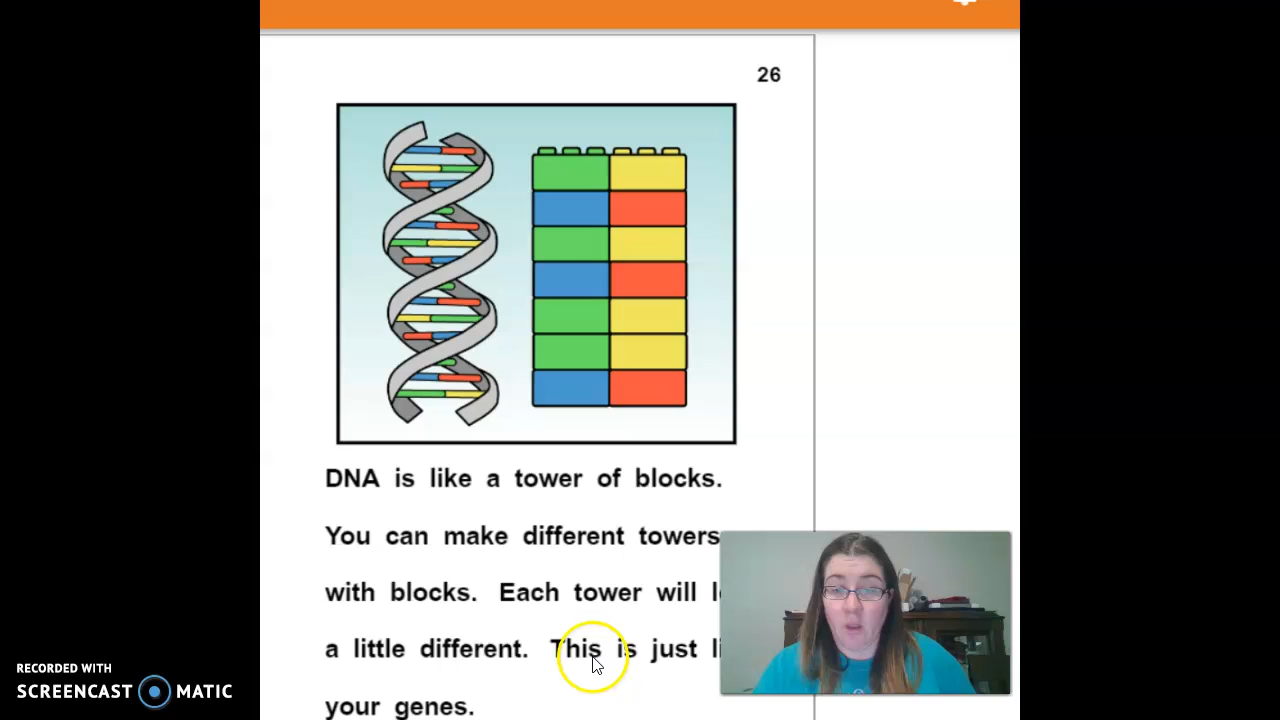 26
DNA is like a tower of blocks.
You can make different towers
with blocks. Each tower will
a little different. This is just
your genes.
RECORDED WITH
SCREENCAST MATIC